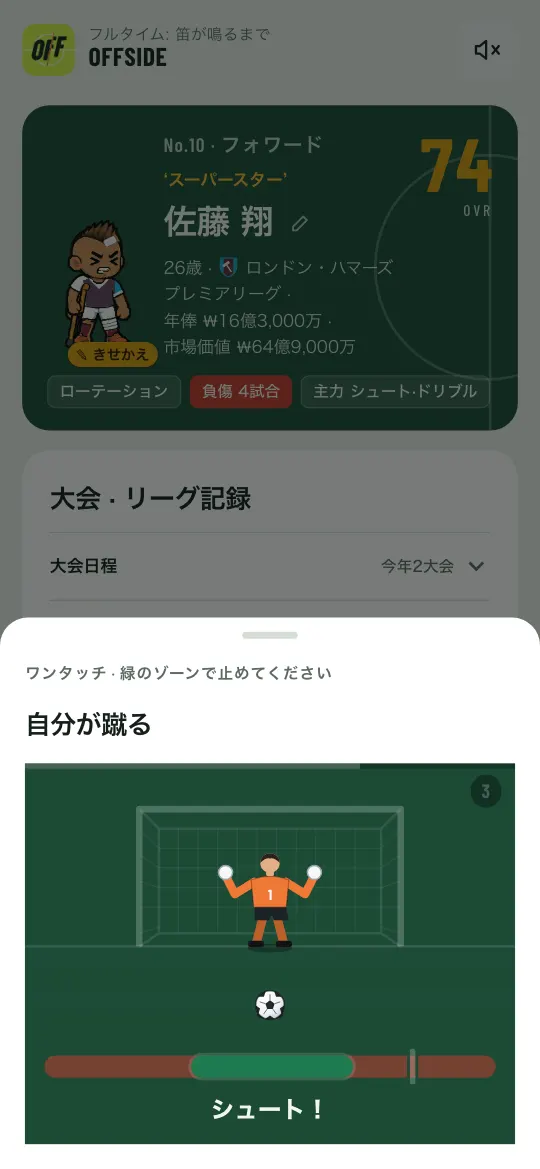 OFF
フルタイム: 笛が鳴るまで
OFFSIDE
No.10 · フォワード
74
OVR
‘スーパースター’
佐藤 翔
26歳 · ロンドン・ハマーズ
プレミアリーグ ·
年俸 ₩16億3,000万 ·
市場価値 ₩64億9,000万
きせかえ
ローテーション
負傷 4試合
主力 シュート·ドリブル
大会 · リーグ記録
大会日程
今年2大会
ワンタッチ · 緑のゾーンで止めてください
自分が蹴る
3
1
シュート！